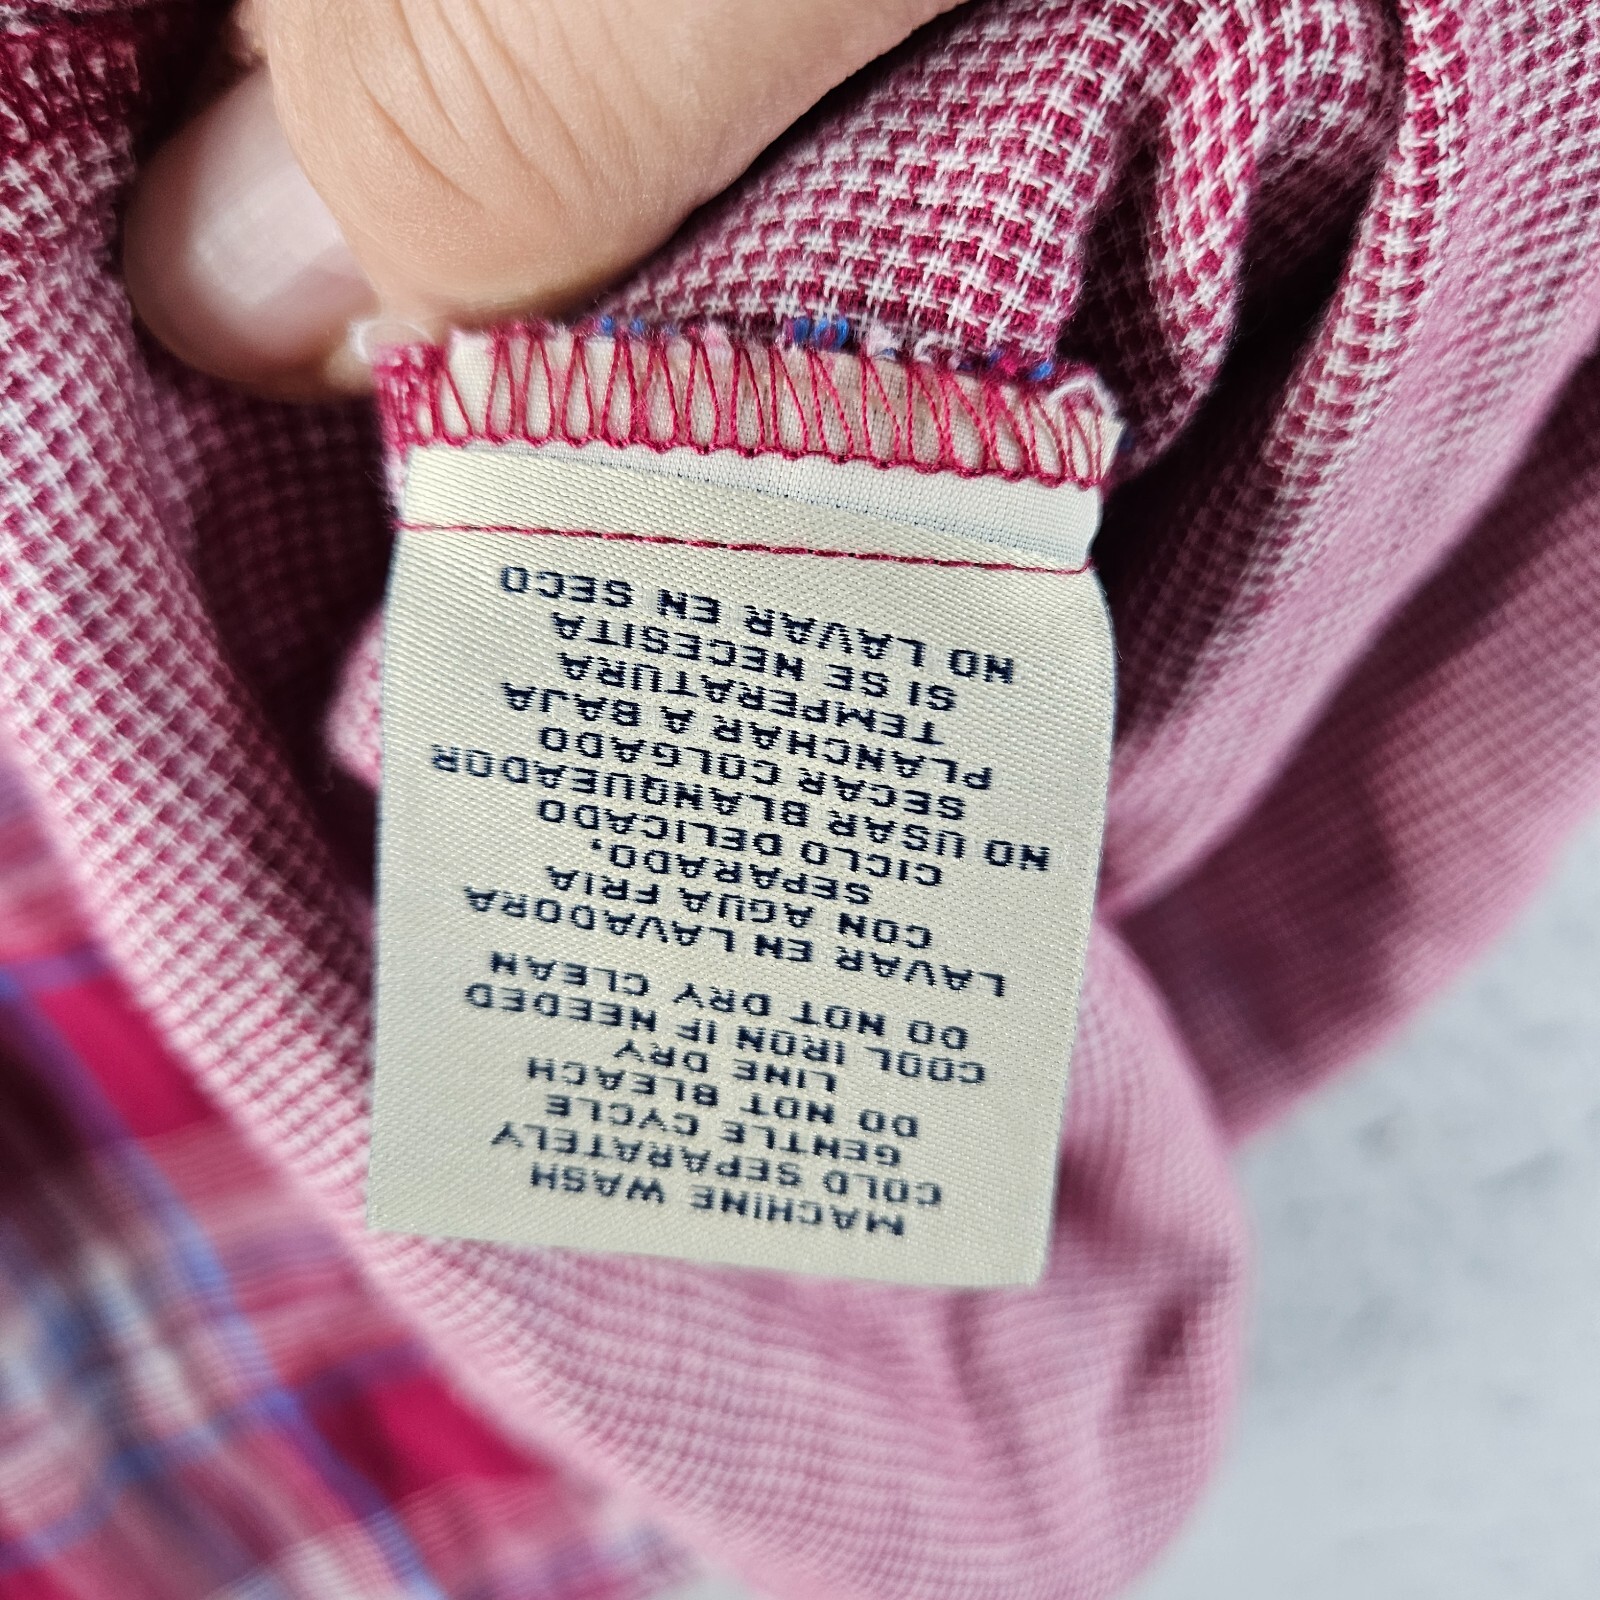 MACHINE WASH
COLD SEPARATELY
GENTLE CYCLE
DO NOT BLEACH
LINE DRY
COOL IRON IF NEEDED
DO NOT DRY CLEAN
LAVAR EN LAVADORA
CON AGUA FRIA
SEPARADO,
CICLO DELICADO
NO USAR BLANQUEADOR
SECAR COLGADO
PLANCHAR A BAJA
TEMPERATURA
SI SE NECESITA
NO LAVAR EN SECO